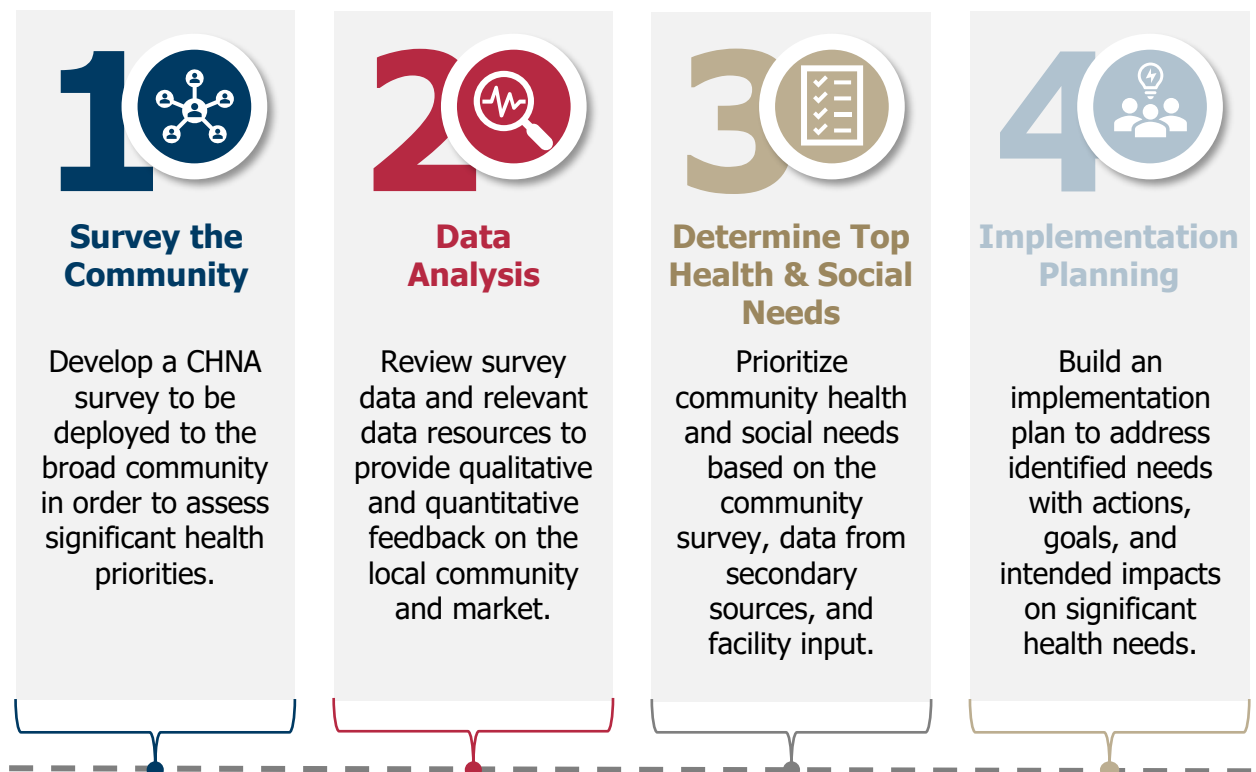 1
Survey the
Community
Develop a CHNA
survey to be
deployed to the
broad community
in order to assess
significant health
priorities.
2
Data
Analysis
Review survey
data and relevant
data resources to
provide qualitative
and quantitative
feedback on the
local community
and market.
3
Determine Top
Health & Social
Needs
Prioritize
community health
and social needs
based on the
community
survey, data from
secondary
sources, and
facility input.
4
Implementation
Planning
Build an
implementation
plan to address
identified needs
with actions,
goals, and
intended impacts
on significant
health needs.